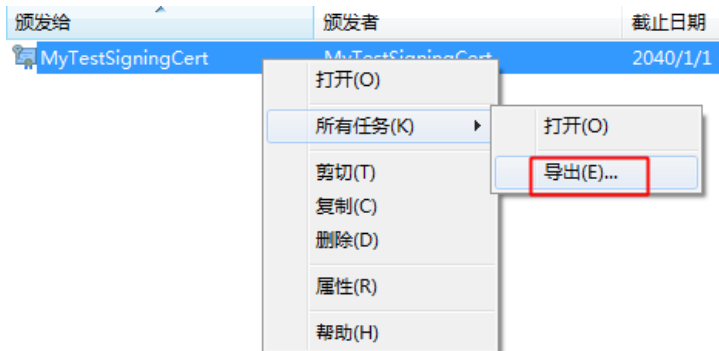 颁发给 颁发者 截止日期
MyTestSigningCert MyTestSigningCert 2040/1/1
打开(O)
所有任务(K) 打开(O)
剪切(T) 导出(E)...
复制(C)
删除(D)
属性(R)
帮助(H)